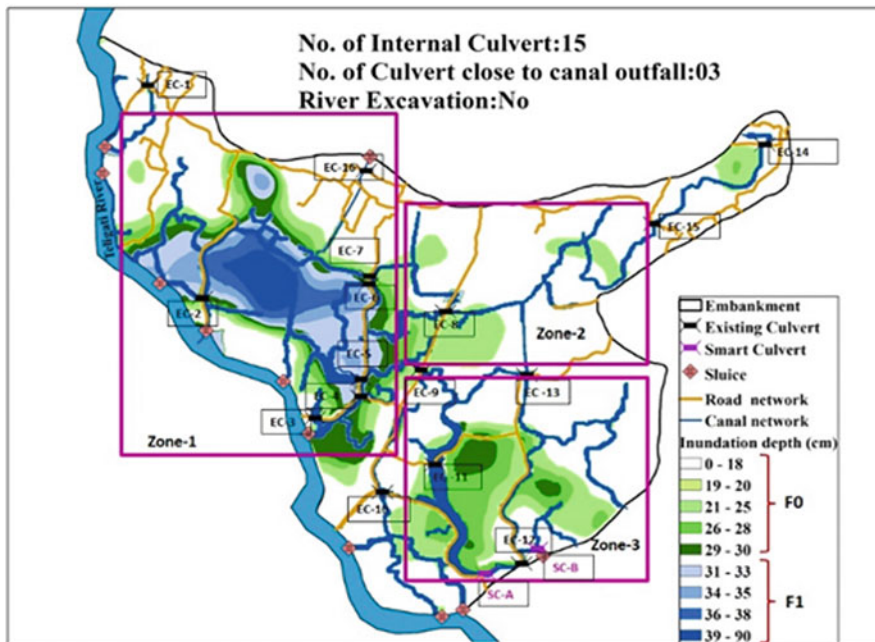 No. of Internal Culvert:15
No. of Culvert close to canal outfall:03
River Excavation:No
EC-1
EC-16
EC-14
Teligati River
EC-15
EC-7
EC-6
EC-2
EC-8
Zone-2
EC-5
EC-9
EC-13
EC-4
EC-3
Zone-1
EC-11
EC-12
Zone-3
SC-B
SC-A
Embankment
Existing Culvert
Smart Culvert
Sluice
Road network
Canal network
Inundation depth (cm)
0 - 18
19 - 20
21 - 25
26 - 28
29 - 30
F0
31 - 33
34 - 35
36 - 38
39 - 90
F1